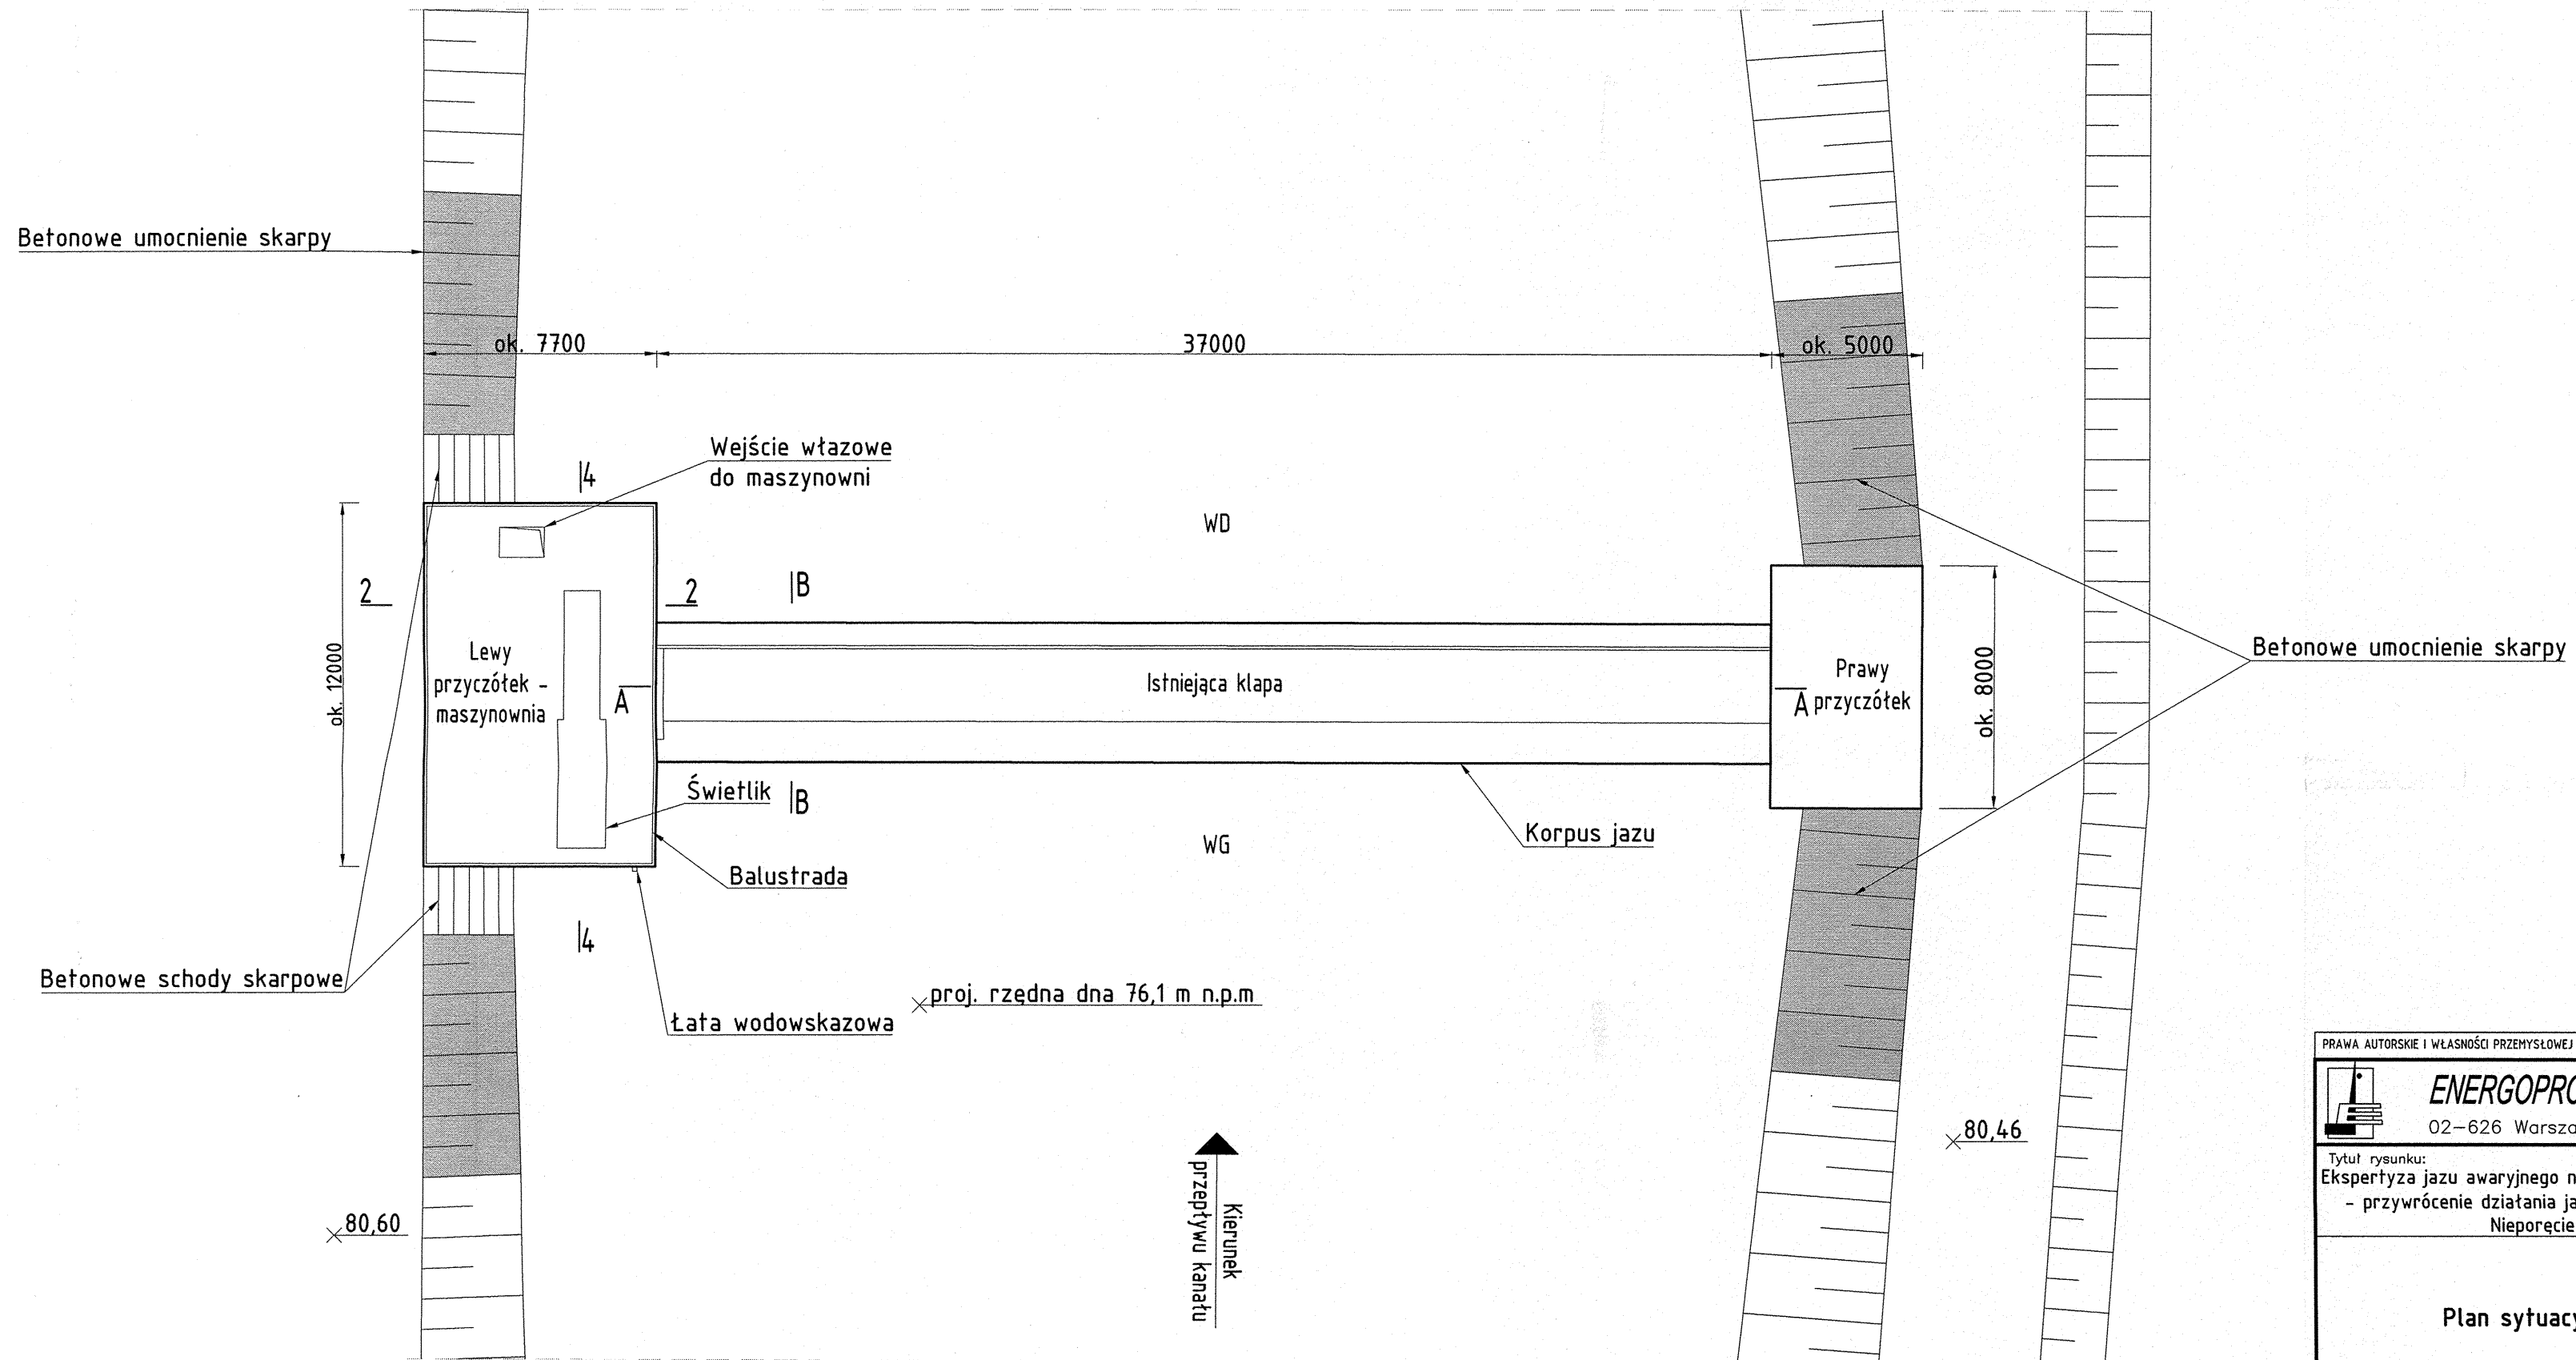 Betonowe umocnienie skarpy
ok. 7700
37000
ok. 5000
Wejście włazowe
do maszynowni
4
WD
2
2
B
ok. 12000
Lewy
przyczółek -
maszynownia
A
Istniejąca klapa
Prawy
przyczółek
A
ok. 8000
Betonowe umocnienie skarpy
Świetlik
B
Korpus jazu
WG
Balustrada
4
Betonowe schody skarpowe
proj. rzędna dna 76,1 m n.p.m
Łata wodowskazowa
80,60
Kierunek
przepływu kanału
80,46
PRAWA AUTORSKIE I WŁASNOŚCI PRZEMYSŁOWEJ
ENERGOPRO
02-626 Warsza
Tytuł rysunku:
Ekspertyza jazu awaryjnego n
- przywrócenie działania ja
Nieporęcie
Plan sytuacy